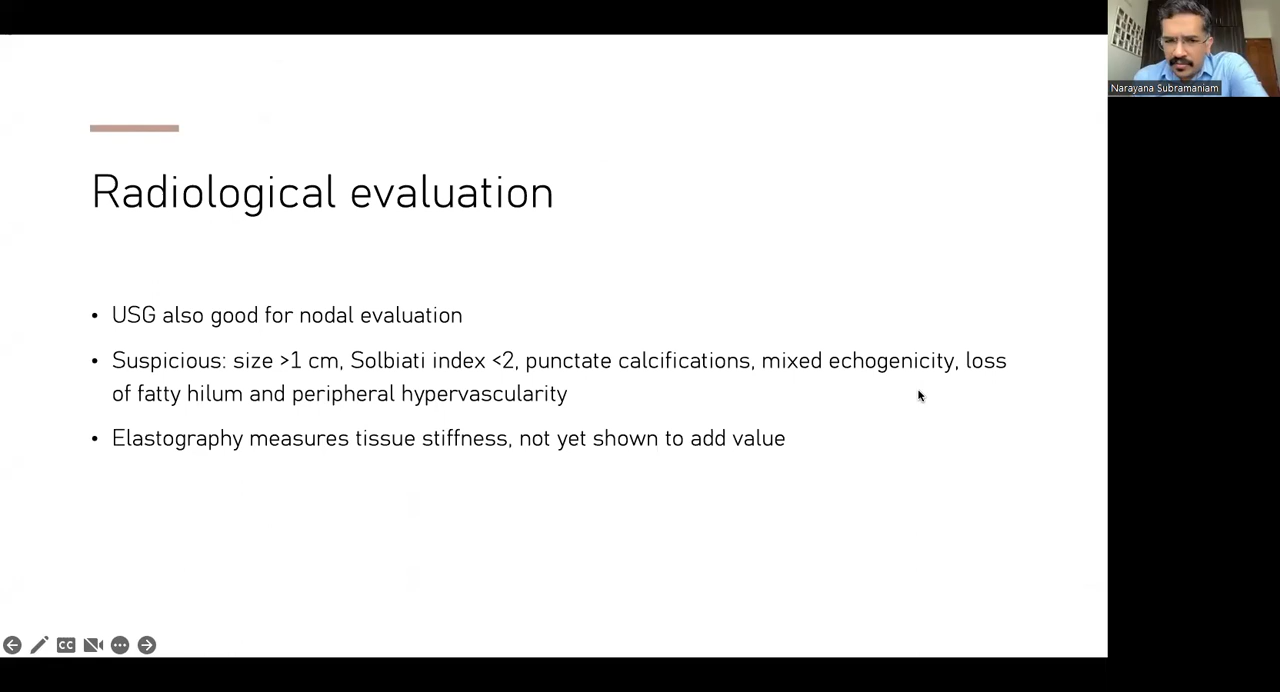 Narayana Subramaniam
Radiological evaluation
• USG also good for nodal evaluation
• Suspicious: size >1 cm, Solbiati index <2, punctate calcifications, mixed echogenicity, loss
of fatty hilum and peripheral hypervascularity
• Elastography measures tissue stiffness, not yet shown to add value
CC